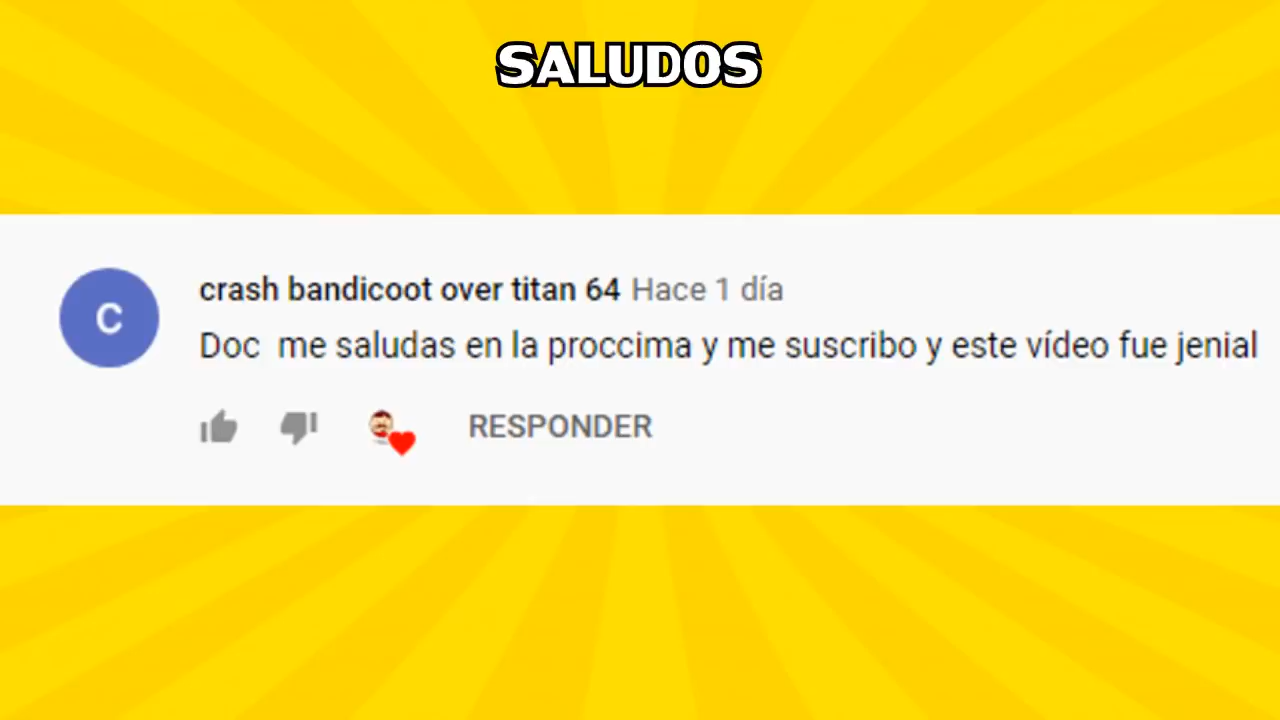 SALUDOS
C
crash bandicoot over titan 64 Hace 1 día
Doc me saludas en la proccima y me suscribo y este vídeo fue jenial
RESPONDER